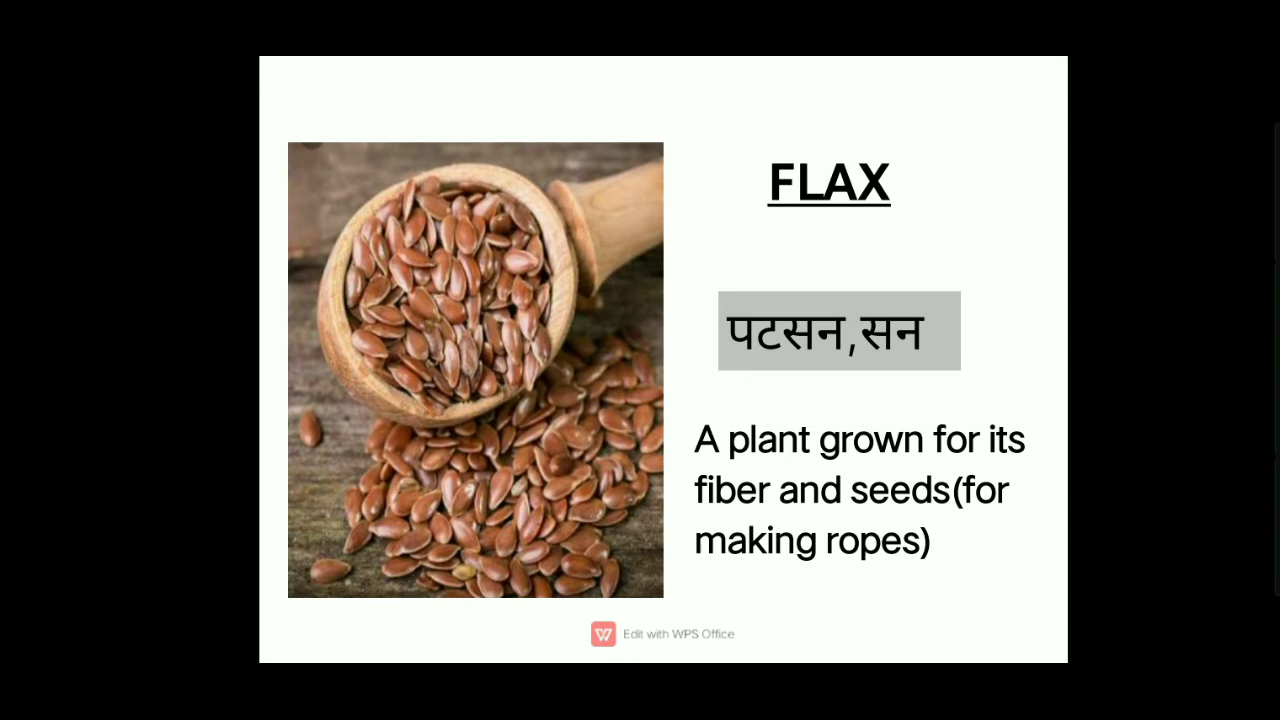 FLAX
पटसन,सन
A plant grown for its
fiber and seeds(for
making ropes)
Edit with WPS Office